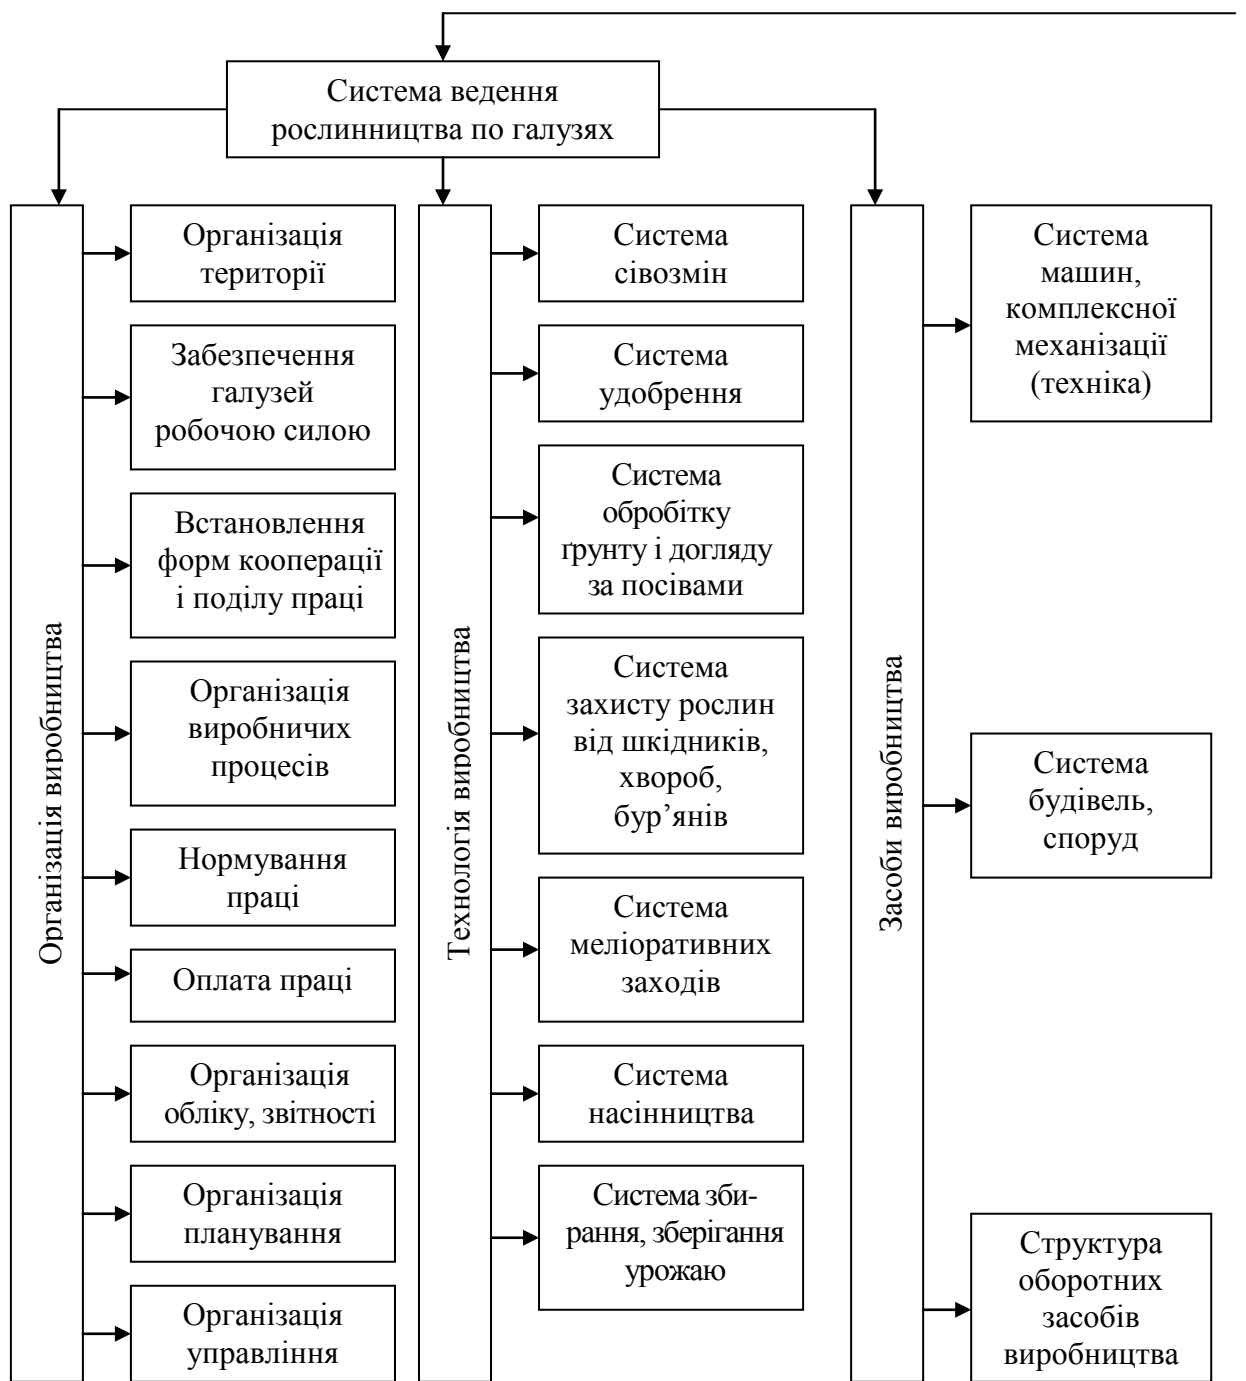 Система ведення
рослинництва по галузях
Організація виробництва
Організація
території
Забезпечення
галузей
робочою силою
Встановлення
форм кооперації
і поділу праці
Організація
виробничих
процесів
Нормування
праці
Оплата праці
Організація
обліку, звітності
Організація
планування
Організація
управління
Технологія виробництва
Система
сівозмін
Система
удобрення
Система
обробітку
ґрунту і догляду
за посівами
Система
захисту рослин
від шкідників,
хвороб,
бур’янів
Система
меліоративних
заходів
Система
насінництва
Система зби-
рання, зберігання
урожаю
Засоби виробництва
Система
машин,
комплексної
механізації
(техніка)
Система
будівель,
споруд
Структура
оборотних
засобів
виробництва